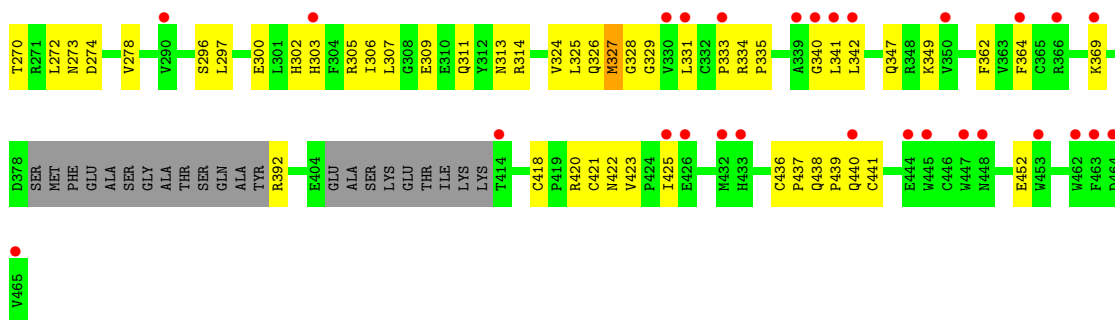 T270
R271
L272
N273
D274
V278
V290
S296
L297
E300
L301
H302
H303
F304
R305
I306
L307
G308
E309
E310
Q311
Y312
N313
R314
V324
L325
Q326
M327
G328
G329
V330
L331
C332
P333
R334
P335
A339
G340
L341
L342
Q347
R348
K349
V350
F362
V363
F364
C365
R366
K369
D378
SER
MET
PHE
GLU
ALA
SER
GLY
ALA
THR
SER
GLN
ALA
TYR
R392
E404
GLU
ALA
SER
LYS
GLU
THR
ILE
LYS
LYS
T414
C418
P419
R420
C421
N422
V423
P424
I425
E426
M432
H433
C436
P437
Q438
P439
Q440
C441
E444
W445
C446
W447
N448
E452
W453
W462
F463
V465